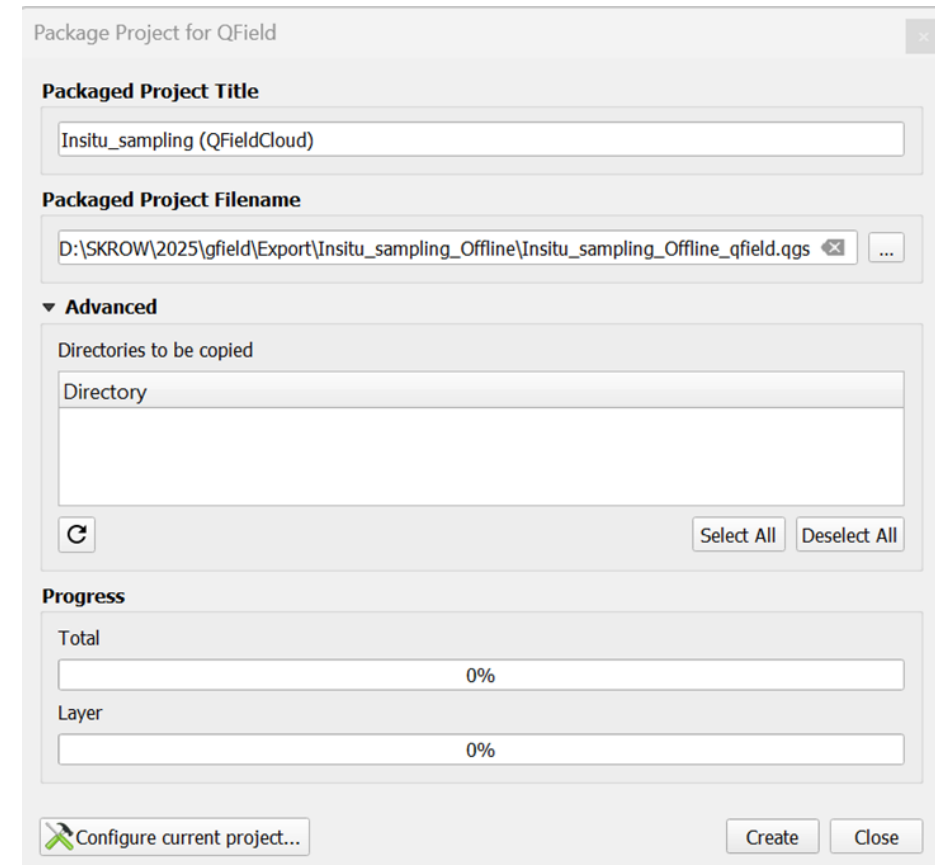 Package Project for QField
Packaged Project Title
Insitu_sampling (QFieldCloud)
Packaged Project Filename
D:\SKROW\2025\gfield\Export\Insitu_sampling_Offline\Insitu_sampling_Offline_qfield.qgs
...
Advanced
Directories to be copied
Directory
Select All
Deselect All
Progress
Total
0%
Layer
0%
Configure current project...
Create
Close